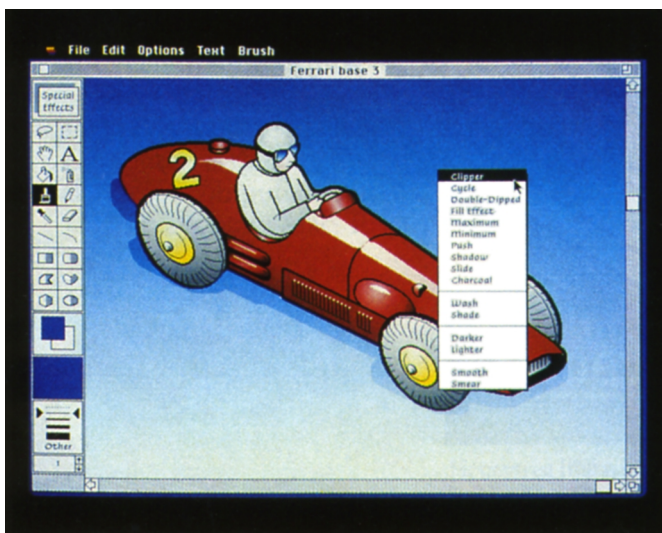 File Edit Options Text Brush
Ferrari base 3
Special
Effects
A
2
Clipper
Cycle
Double-Dipped
Fill Effect
Maximum
Minimum
Push
Shadow
Slide
Charcoal
Wash
Shade
Darker
Lighter
Smooth
Smear
Other
1